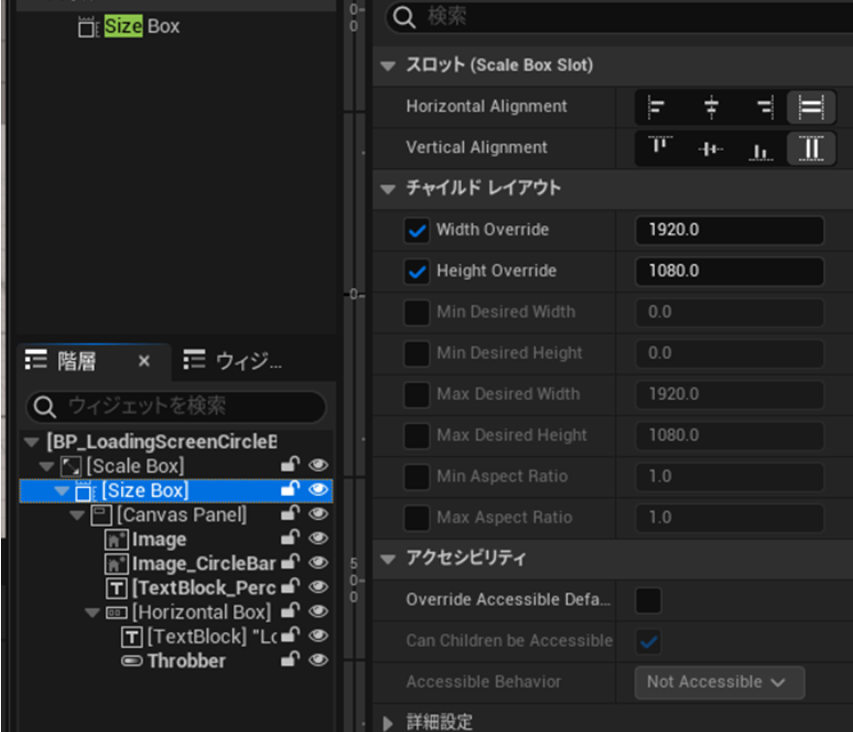 Size Box
0
0
0
5
0
0
階層 ×
ウィジ...
ウィジェットを検索
[BP_LoadingScreenCircleE
[Scale Box]
[Size Box]
[Canvas Panel]
Image
Image_CircleBar
[TextBlock_Perc
[Horizontal Box]
[TextBlock] "Lo
Throbber
検索
スロット (Scale Box Slot)
Horizontal Alignment
Vertical Alignment
チャイルド レイアウト
Width Override 1920.0
Height Override 1080.0
Min Desired Width 0.0
Min Desired Height 0.0
Max Desired Width 1920.0
Max Desired Height 1080.0
Min Aspect Ratio 1.0
Max Aspect Ratio 1.0
アクセシビリティ
Override Accessible Defa...
Can Children be Accessible
Accessible Behavior Not Accessible
詳細設定